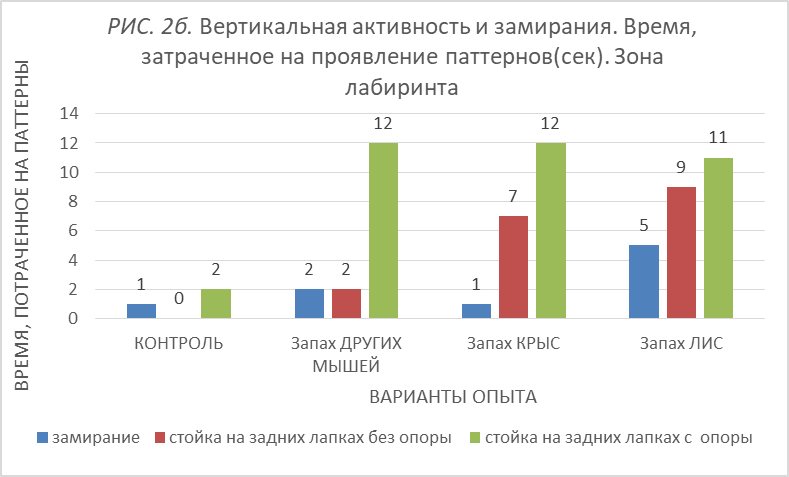 РИС. 2б. Вертикальная активность и замирания. Время,
затраченное на проявление паттернов(сек). Зона
лабиринта
ВРЕМЯ, ПОТРАЧЕННОЕ НА ПАТТЕРНЫ
14
12
10
8
6
4
2
0
1
0
2
2
2
12
1
7
12
5
9
11
КОНТРОЛЬ
Запах ДРУГИХ
МЫШЕЙ
Запах КРЫС
Запах ЛИС
ВАРИАНТЫ ОПЫТА
замирание
стойка на задних лапках без опоры
стойка на задних лапках с  опоры